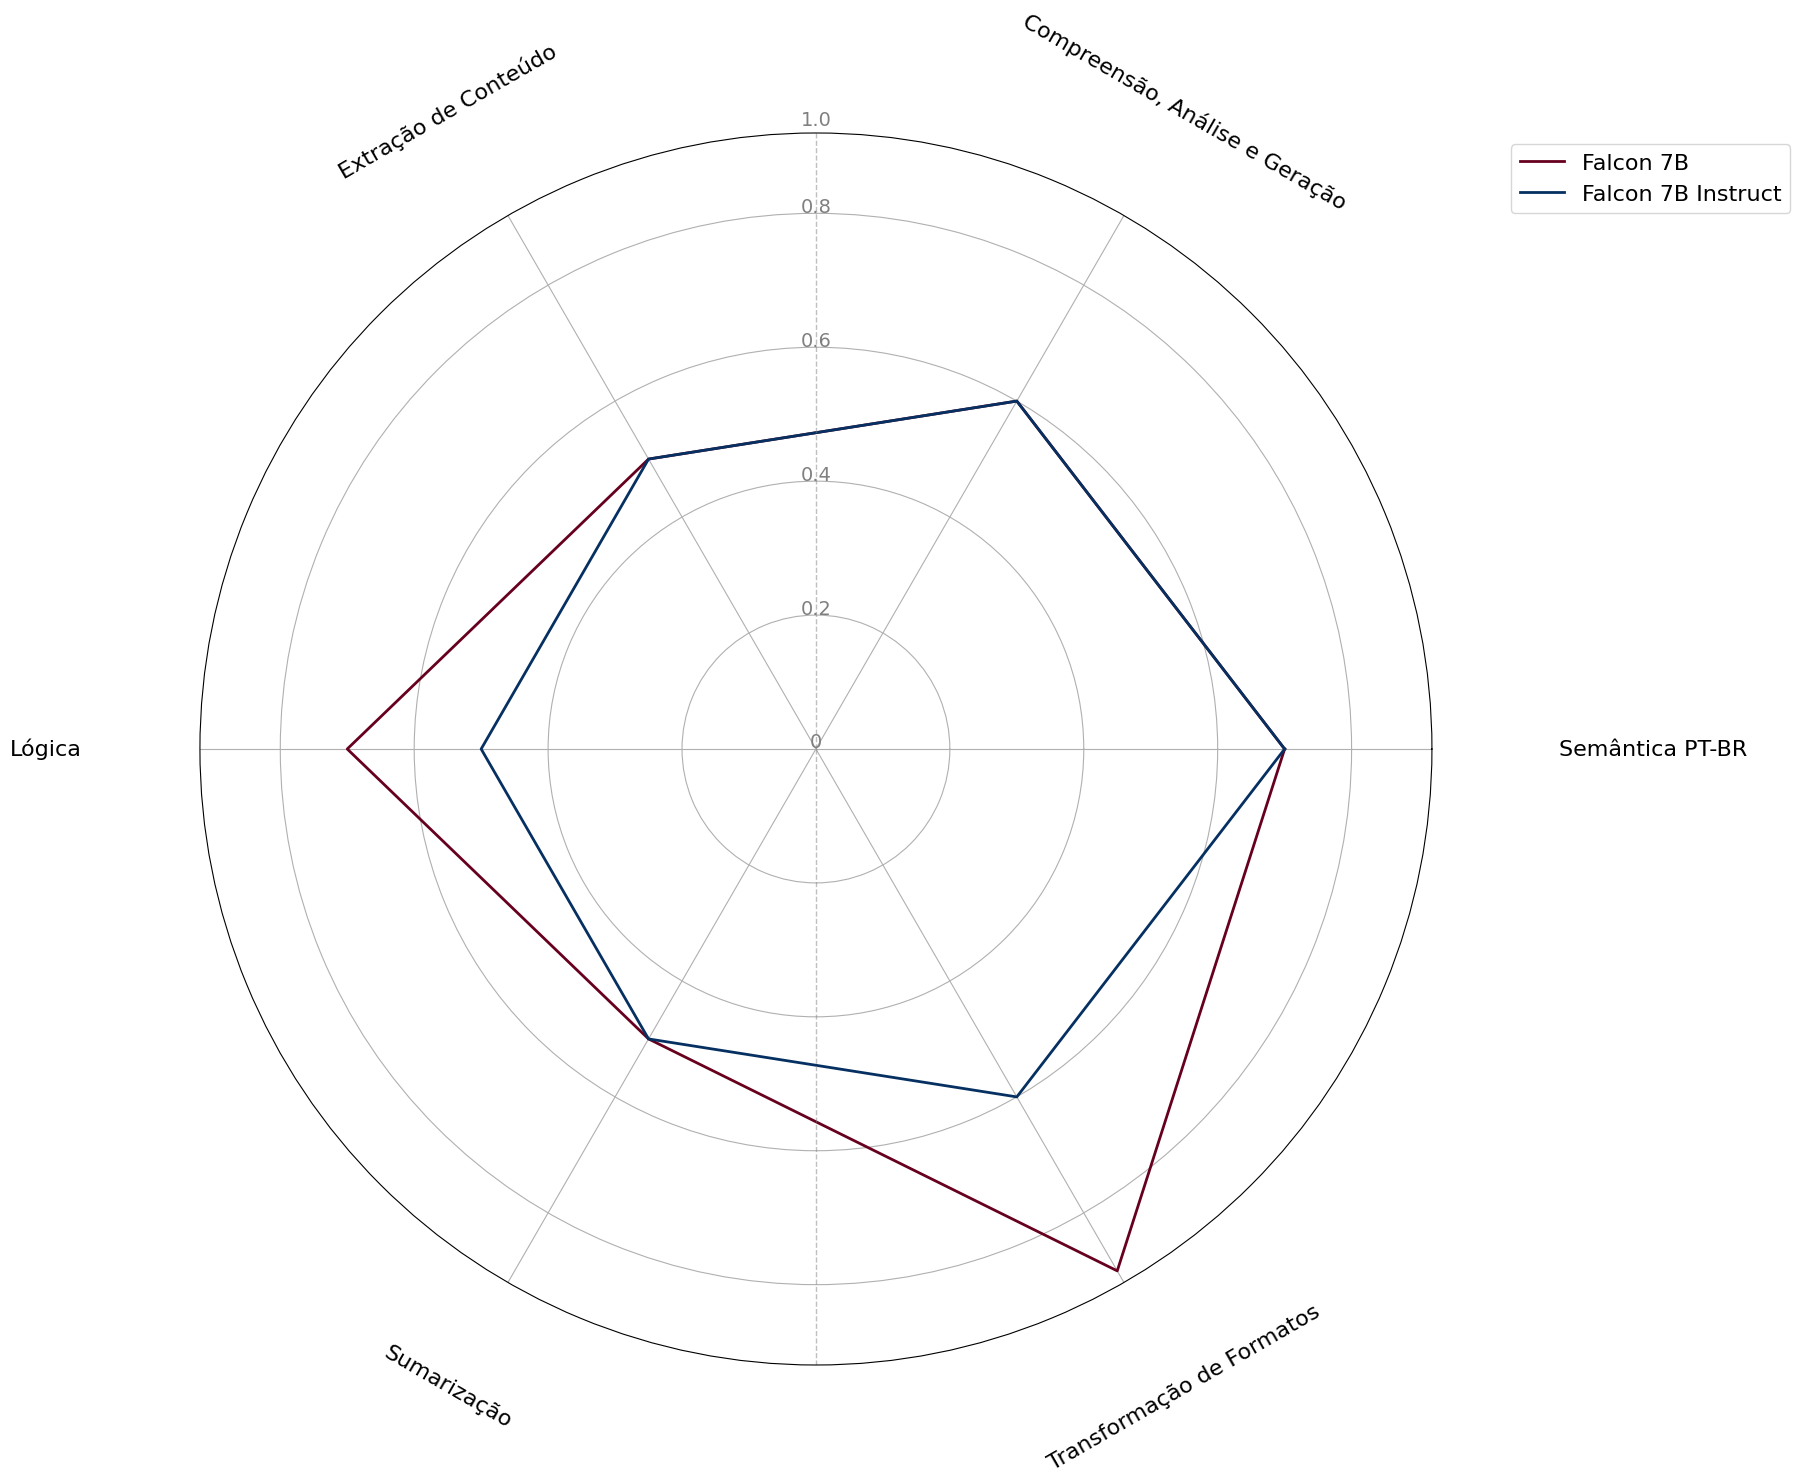 Compreensão, Análise e Geração
Extração de Conteúdo
1.0
Falcon 7B
Falcon 7B Instruct
0.8
0.6
0.4
0.2
0
Lógica
Semântica PT-BR
Sumarização
Transformação de Formatos